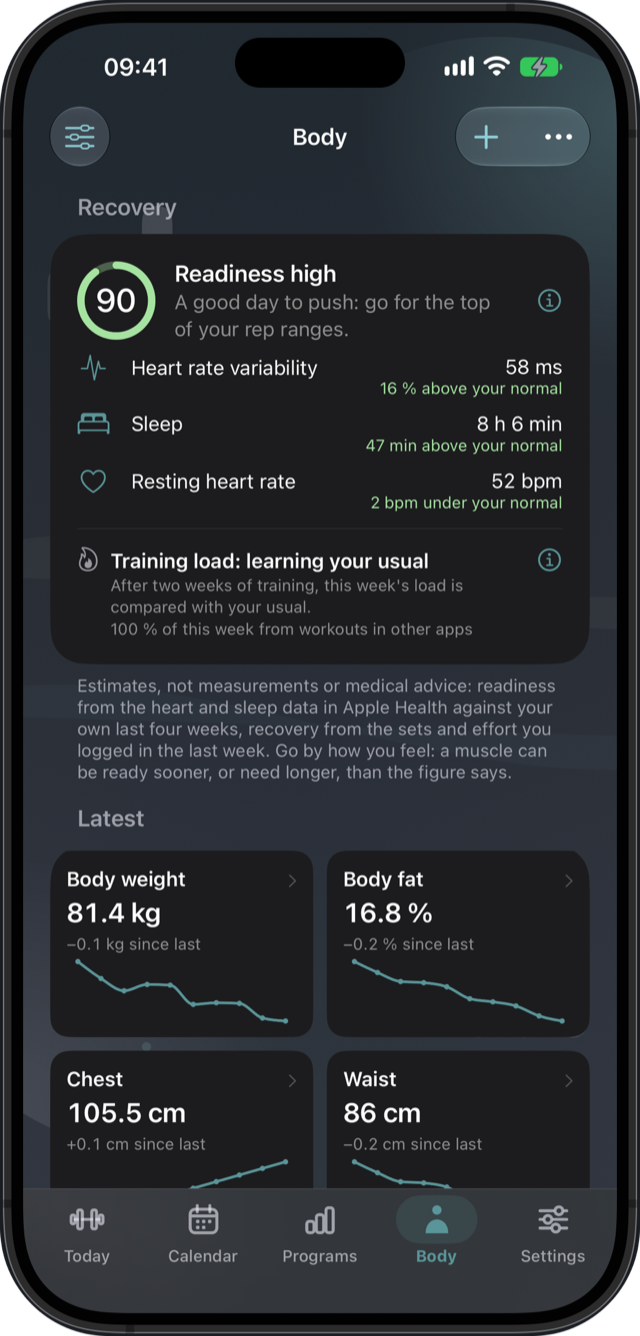 09:41
Body
Recovery
90
Readiness high
A good day to push: go for the top
of your rep ranges.
Heart rate variability
58 ms
16 % above your normal
Sleep
8 h 6 min
47 min above your normal
Resting heart rate
52 bpm
2 bpm under your normal
Training load: learning your usual
After two weeks of training, this week's load is
compared with your usual.
100 % of this week from workouts in other apps
Estimates, not measurements or medical advice: readiness
from the heart and sleep data in Apple Health against your
own last four weeks, recovery from the sets and effort you
logged in the last week. Go by how you feel: a muscle can
be ready sooner, or need longer, than the figure says.
Latest
Body weight
81.4 kg
−0.1 kg since last
Body fat
16.8 %
−0.2 % since last
Chest
105.5 cm
+0.1 cm since last
Waist
86 cm
−0.2 cm since last
Today
Calendar
Programs
Body
Settings